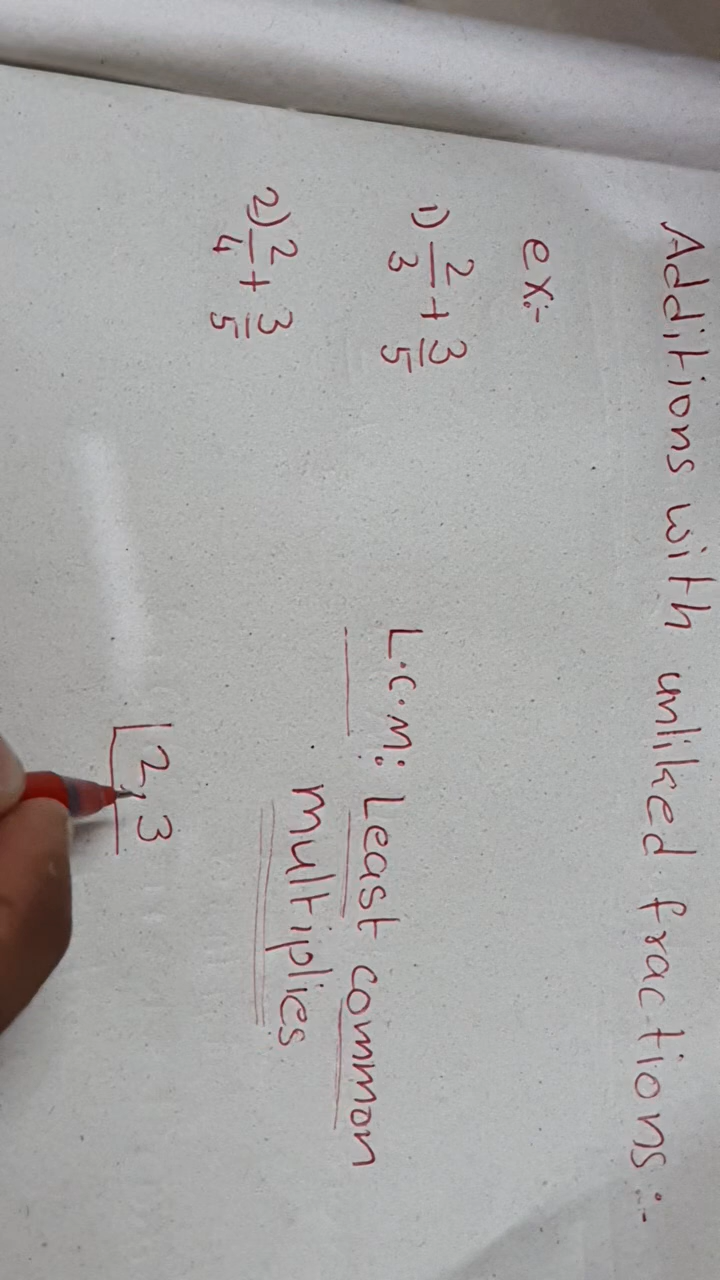 Additions with unliked fractions :-
ex:-
1) 2/3 + 3/5
L.C.M: Least common
multiplies
2) 2/4 + 3/5
2, 3